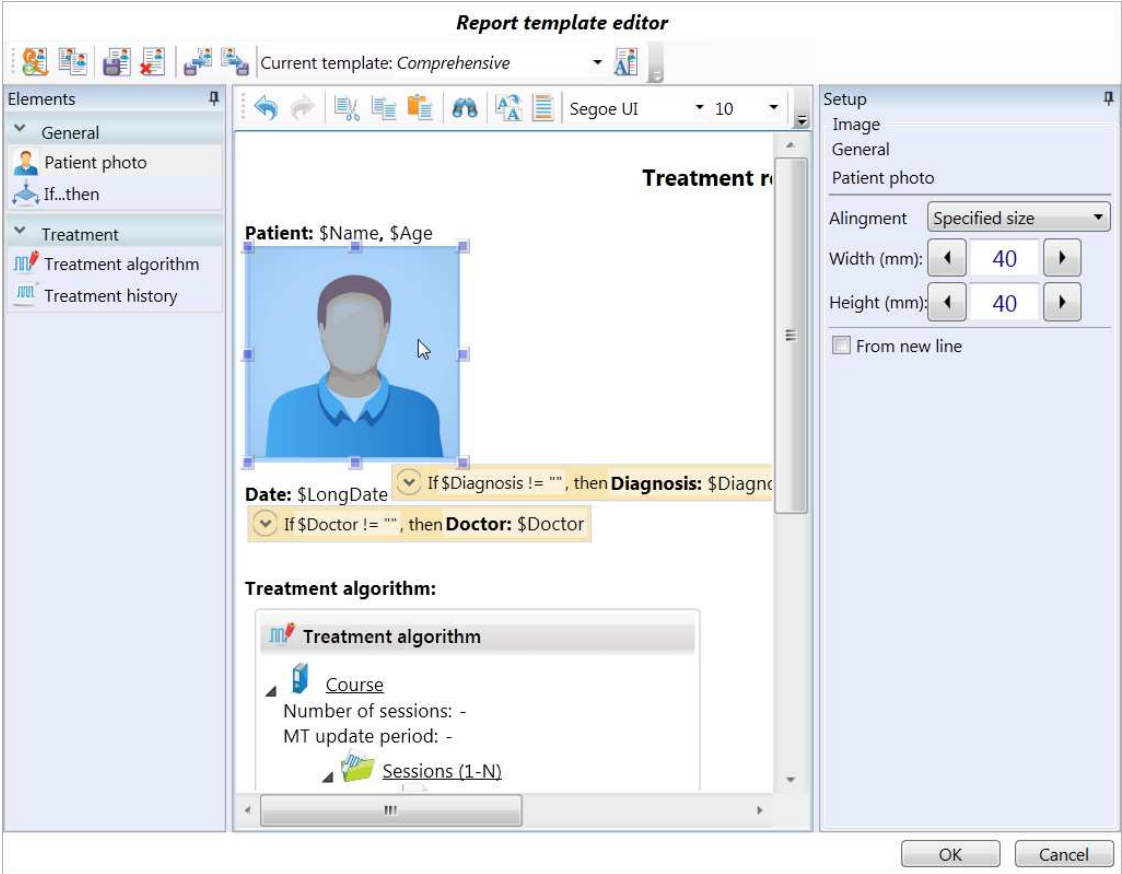 Report template editor
Current template: Comprehensive
Elements
General
Patient photo
If...then
Treatment
Treatment algorithm
Treatment history
Segoe UI 10
Treatment r
Patient: $Name, $Age
Date: $LongDate If $Diagnosis != "", then Diagnosis: $Diagno
If $Doctor != "", then Doctor: $Doctor
Treatment algorithm:
Treatment algorithm
Course
Number of sessions: -
MT update period: -
Sessions (1-N)
Setup
Image
General
Patient photo
Alingment Specified size
Width (mm): 40
Height (mm): 40
From new line
OK Cancel